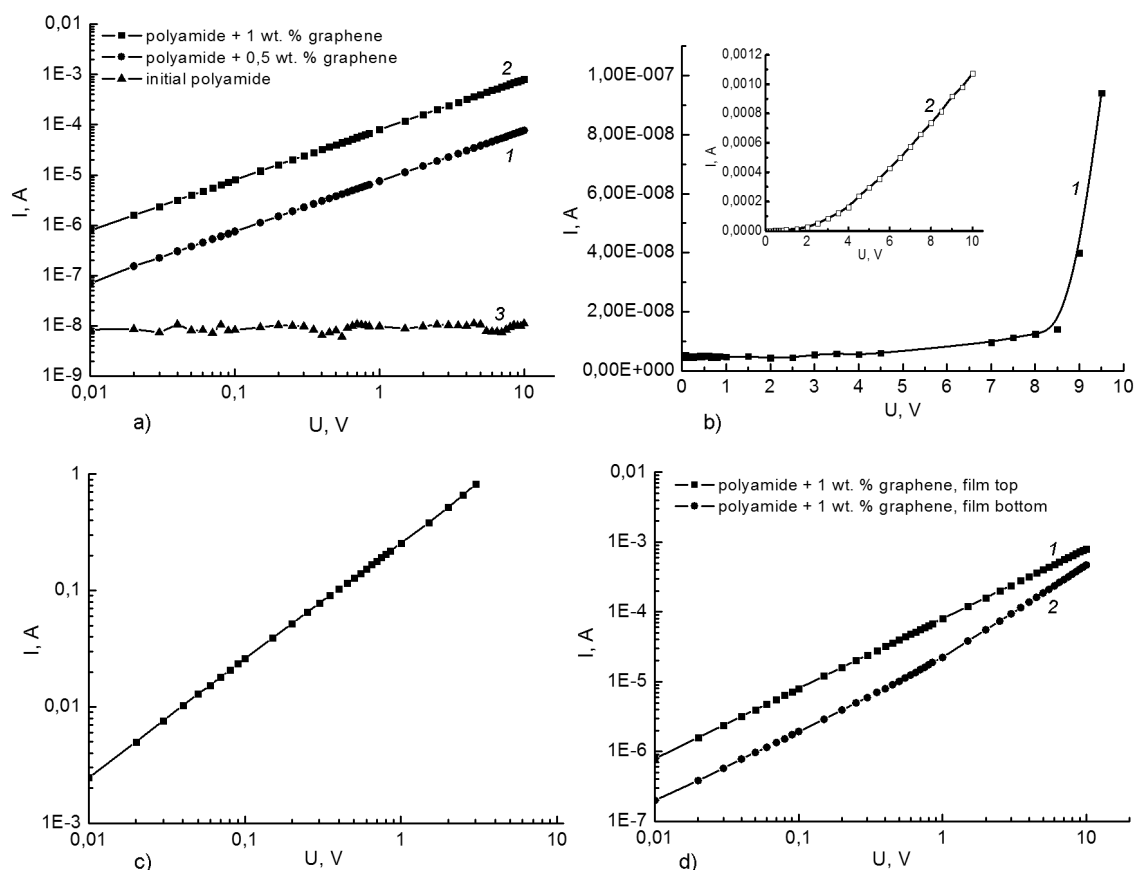 0,01
1E-3
1E-4
1E-5
1E-6
1E-7
1E-8
1E-9
I, A
polyamide + 1 wt. % graphene
polyamide + 0,5 wt. % graphene
initial polyamide
2
1
3
0,01
0,1
1
10
a)
U, V
1,00E-007
8,00E-008
6,00E-008
4,00E-008
2,00E-008
0,00E+000
I, A
0,0012
0,0010
0,0008
0,0006
0,0004
0,0002
0,0000
I, A
2
0 2 4 6 8 10
U, V
1
0 1 2 3 4 5 6 7 8 9 10
b)
U, V
1
0,1
0,01
1E-3
I, A
0,01
0,1
1
10
c)
U, V
0,01
1E-3
1E-4
1E-5
1E-6
1E-7
I, A
polyamide + 1 wt. % graphene, film top
polyamide + 1 wt. % graphene, film bottom
1
2
0,01
0,1
1
10
d)
U, V